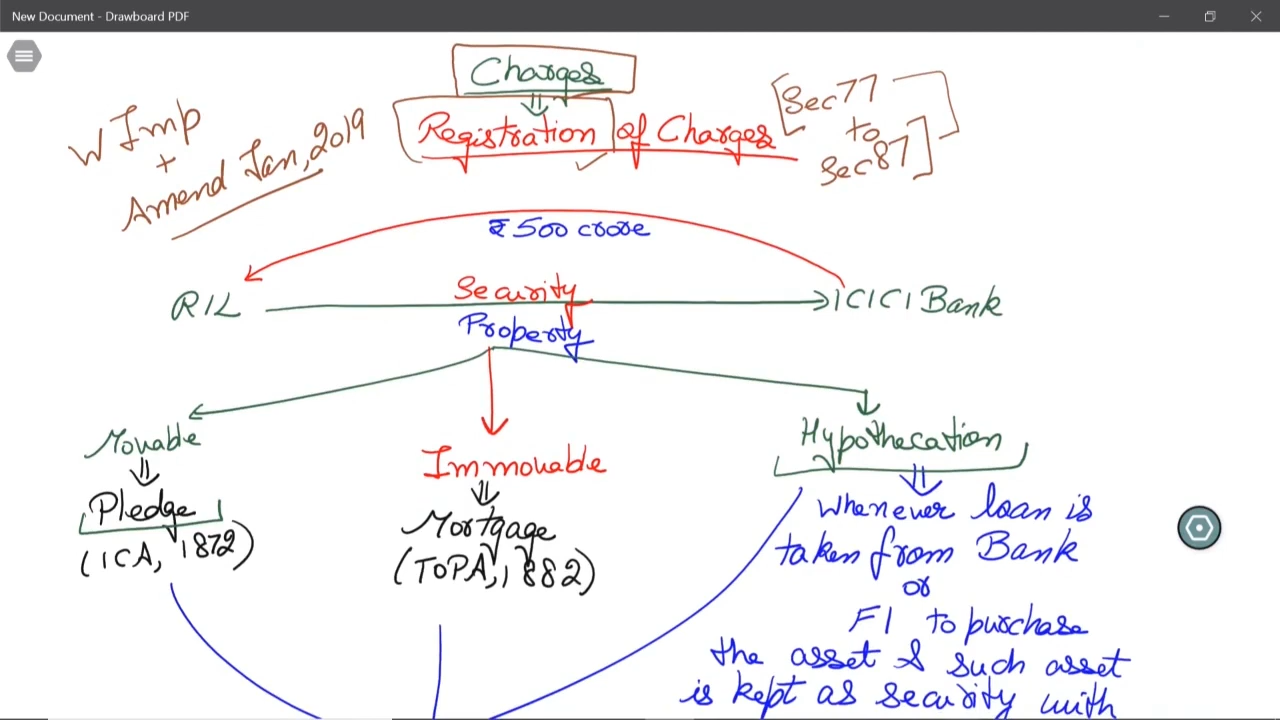 New Document - Drawboard PDF
Charges
Registration of Charges
[Sec 77
to
Sec 87]
v Imp
+
Amend Jan, 2019
₹500 crore
RIL
Security
ICICI Bank
Property
Movable
Pledge
(ICA, 1872)
Immovable
Mortgage
(TOPA, 1882)
Hypothecation
Whenever loan is
taken from Bank
or
FI to purchase
the asset & such asset
is kept as security with